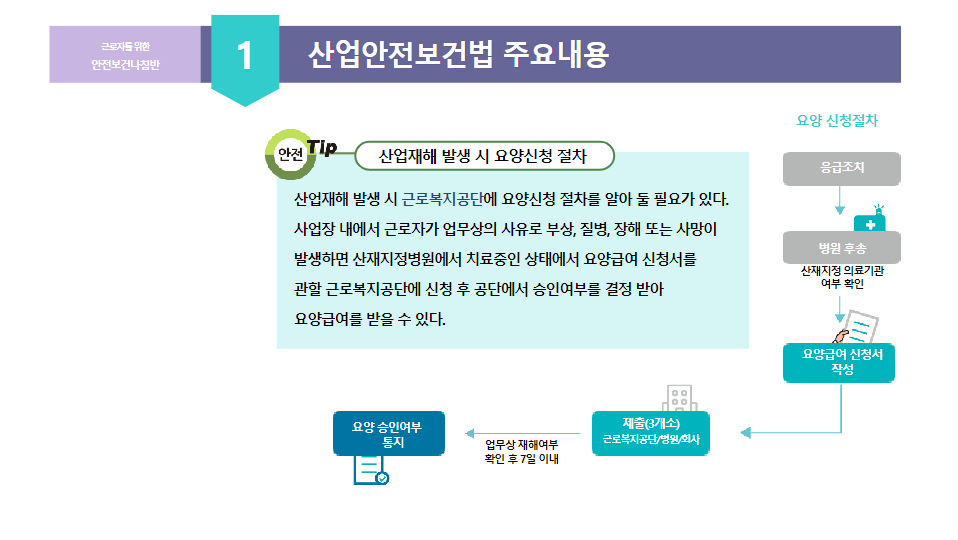 근로자를 위한
안전보건나침반
1
산업안전보건법 주요내용
안전 Tip
산업재해 발생 시 요양신청 절차
산업재해 발생 시 근로복지공단에 요양신청 절차를 알아 둘 필요가 있다.
사업장 내에서 근로자가 업무상의 사유로 부상, 질병, 장해 또는 사망이
발생하면 산재지정병원에서 치료중인 상태에서 요양급여 신청서를
관할 근로복지공단에 신청 후 공단에서 승인여부를 결정 받아
요양급여를 받을 수 있다.
요양 신청절차
응급조치
병원 후송
산재지정 의료기관
여부 확인
요양급여 신청서
작성
제출(3개소)
근로복지공단/병원/회사
업무상 재해여부
확인 후 7일 이내
요양 승인여부
통지